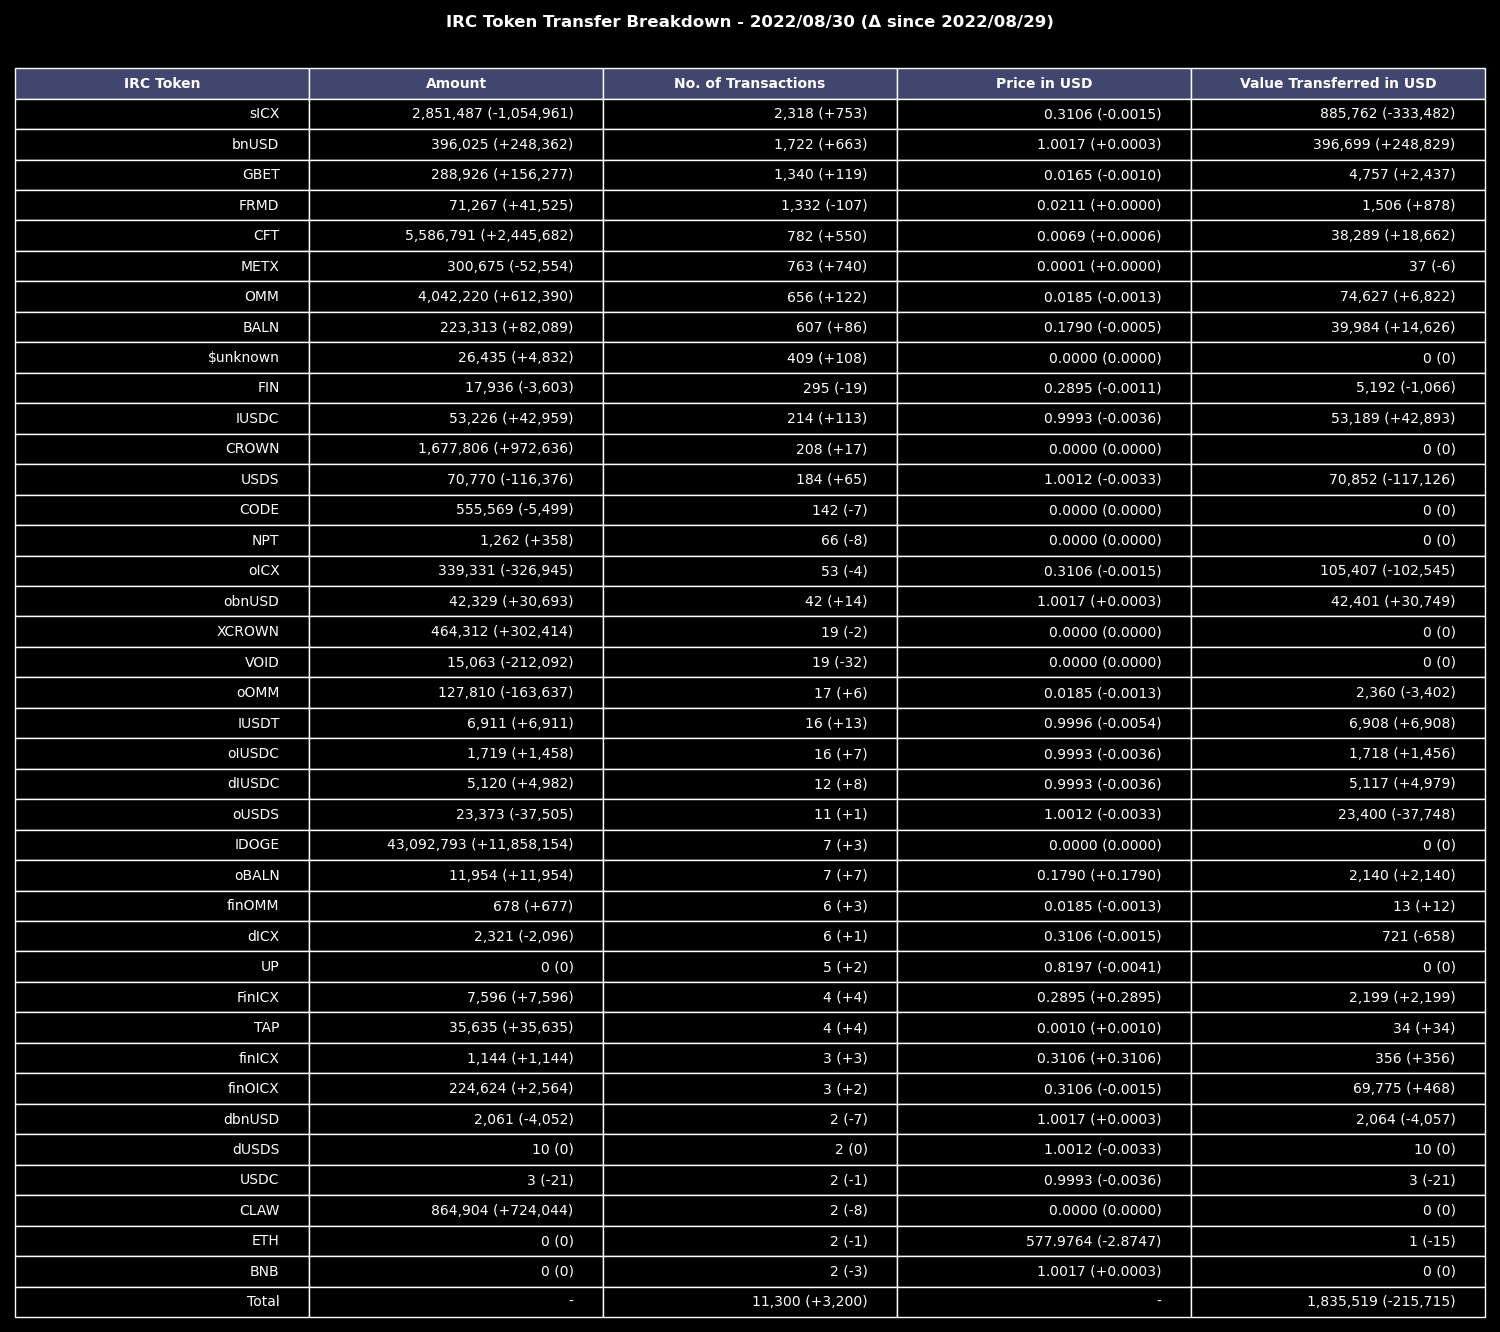 IRC Token Transfer Breakdown - 2022/08/30 (Δ since 2022/08/29)
IRC Token Amount No. of Transactions Price in USD Value Transferred in USD
sICX 2,851,487 (-1,054,961) 2,318 (+753) 0.3106 (-0.0015) 885,762 (-333,482)
bnUSD 396,025 (+248,362) 1,722 (+663) 1.0017 (+0.0003) 396,699 (+248,829)
GBET 288,926 (+156,277) 1,340 (+119) 0.0165 (-0.0010) 4,757 (+2,437)
FRMD 71,267 (+41,525) 1,332 (-107) 0.0211 (+0.0000) 1,506 (+878)
CFT 5,586,791 (+2,445,682) 782 (+550) 0.0069 (+0.0006) 38,289 (+18,662)
METX 300,675 (-52,554) 763 (+740) 0.0001 (+0.0000) 37 (-6)
OMM 4,042,220 (+612,390) 656 (+122) 0.0185 (-0.0013) 74,627 (+6,822)
BALN 223,313 (+82,089) 607 (+86) 0.1790 (-0.0005) 39,984 (+14,626)
$unknown 26,435 (+4,832) 409 (+108) 0.0000 (0.0000) 0 (0)
FIN 17,936 (-3,603) 295 (-19) 0.2895 (-0.0011) 5,192 (-1,066)
IUSDC 53,226 (+42,959) 214 (+113) 0.9993 (-0.0036) 53,189 (+42,893)
CROWN 1,677,806 (+972,636) 208 (+17) 0.0000 (0.0000) 0 (0)
USDS 70,770 (-116,376) 184 (+65) 1.0012 (-0.0033) 70,852 (-117,126)
CODE 555,569 (-5,499) 142 (-7) 0.0000 (0.0000) 0 (0)
NPT 1,262 (+358) 66 (-8) 0.0000 (0.0000) 0 (0)
oICX 339,331 (-326,945) 53 (-4) 0.3106 (-0.0015) 105,407 (-102,545)
obnUSD 42,329 (+30,693) 42 (+14) 1.0017 (+0.0003) 42,401 (+30,749)
XCROWN 464,312 (+302,414) 19 (-2) 0.0000 (0.0000) 0 (0)
VOID 15,063 (-212,092) 19 (-32) 0.0000 (0.0000) 0 (0)
oOMM 127,810 (-163,637) 17 (+6) 0.0185 (-0.0013) 2,360 (-3,402)
IUSDT 6,911 (+6,911) 16 (+13) 0.9996 (-0.0054) 6,908 (+6,908)
oIUSDC 1,719 (+1,458) 16 (+7) 0.9993 (-0.0036) 1,718 (+1,456)
dIUSDC 5,120 (+4,982) 12 (+8) 0.9993 (-0.0036) 5,117 (+4,979)
oUSDS 23,373 (-37,505) 11 (+1) 1.0012 (-0.0033) 23,400 (-37,748)
IDOGE 43,092,793 (+11,858,154) 7 (+3) 0.0000 (0.0000) 0 (0)
oBALN 11,954 (+11,954) 7 (+7) 0.1790 (+0.1790) 2,140 (+2,140)
finOMM 678 (+677) 6 (+3) 0.0185 (-0.0013) 13 (+12)
dICX 2,321 (-2,096) 6 (+1) 0.3106 (-0.0015) 721 (-658)
UP 0 (0) 5 (+2) 0.8197 (-0.0041) 0 (0)
FinICX 7,596 (+7,596) 4 (+4) 0.2895 (+0.2895) 2,199 (+2,199)
TAP 35,635 (+35,635) 4 (+4) 0.0010 (+0.0010) 34 (+34)
finICX 1,144 (+1,144) 3 (+3) 0.3106 (+0.3106) 356 (+356)
finOICX 224,624 (+2,564) 3 (+2) 0.3106 (-0.0015) 69,775 (+468)
dbnUSD 2,061 (-4,052) 2 (-7) 1.0017 (+0.0003) 2,064 (-4,057)
dUSDS 10 (0) 2 (0) 1.0012 (-0.0033) 10 (0)
USDC 3 (-21) 2 (-1) 0.9993 (-0.0036) 3 (-21)
CLAW 864,904 (+724,044) 2 (-8) 0.0000 (0.0000) 0 (0)
ETH 0 (0) 2 (-1) 577.9764 (-2.8747) 1 (-15)
BNB 0 (0) 2 (-3) 1.0017 (+0.0003) 0 (0)
Total - 11,300 (+3,200) - 1,835,519 (-215,715)